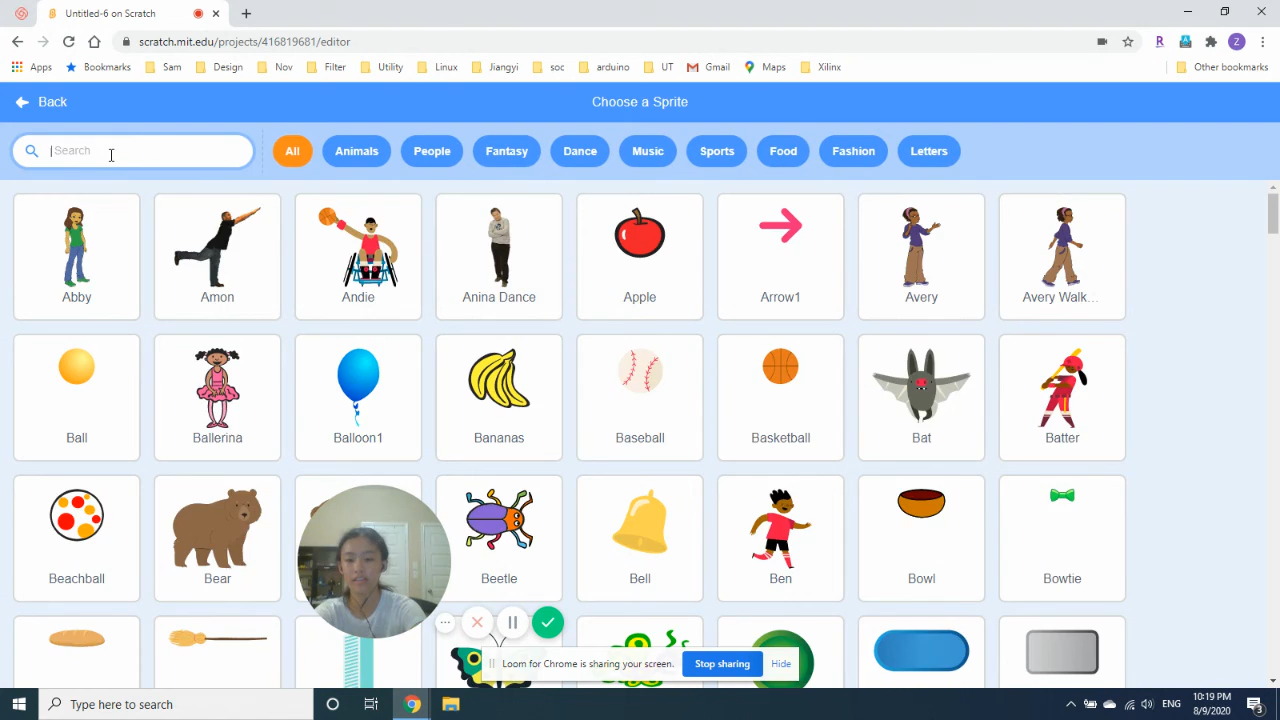 Untitled-6 on Scratch
scratch.mit.edu/projects/416819681/editor
Apps Bookmarks Sam Design Nov Filter Utility Linux Jiangyi soc arduino UT Gmail Maps Xilinx Other bookmarks
Back Choose a Sprite
Search All Animals People Fantasy Dance Music Sports Food Fashion Letters
Abby Amon Andie Anina Dance Apple Arrow1 Avery Avery Walk...
Ball Ballerina Balloon1 Bananas Baseball Basketball Bat Batter
Beachball Bear Beetle Bell Ben Bowl Bowtie
Loom for Chrome is sharing your screen. Stop sharing Hide
Type here to search ENG 10:19 PM
8/9/2020